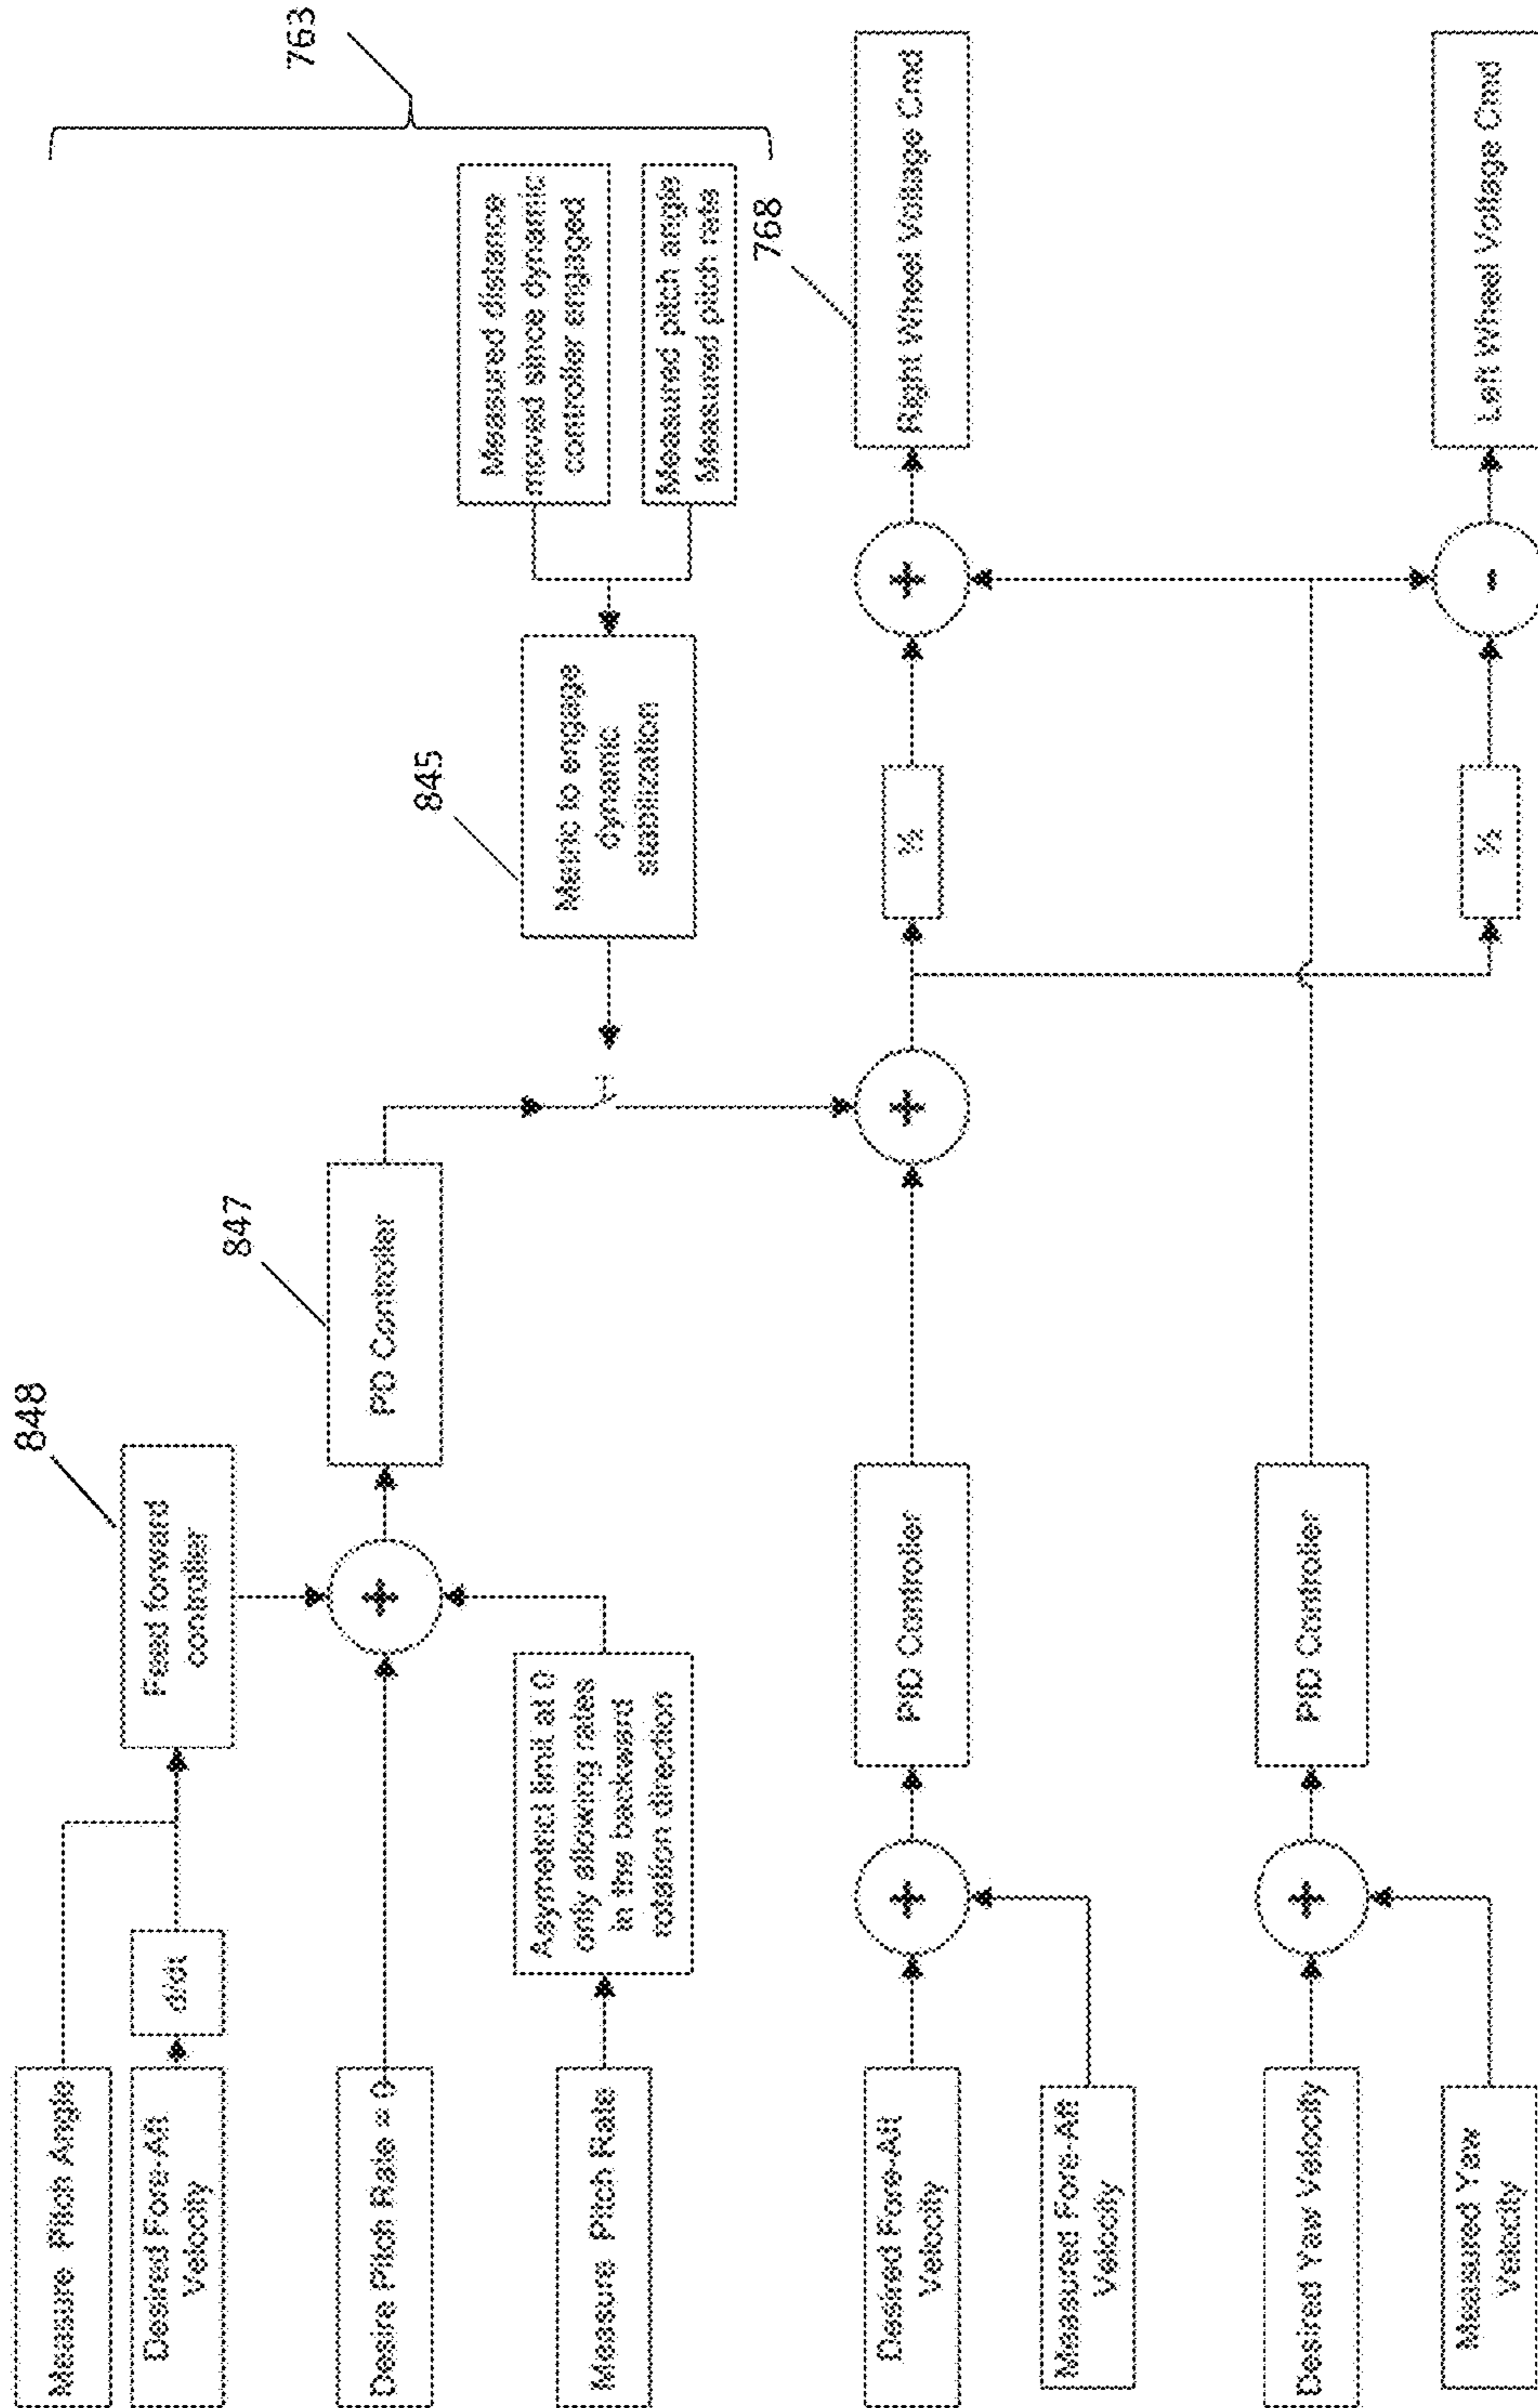 763
Measure Pitch Angle
Desired Fore-Aft
Velocity
d/dt
848
Feed forward
controller
Desire Pitch Rate = 0
+
847
PD Controller
Measure Pitch Rate
Asymetricl limit at 0
only allowing rates
in the backward
rotation direction
845
Metric to engage
dynamic
stabilization
Measured distance
moved since dynamic
controller engaged
Measured pitch angle
Measured pitch rate
768
Desired Fore-Aft
Velocity
Measured Fore-Aft
Velocity
+
PID Controller
+
½
+
Right Wheel Voltage Cmd
Desired Yaw Velocity
Measured Yaw
Velocity
+
PID Controller
½
-
Left Wheel Voltage Cmd